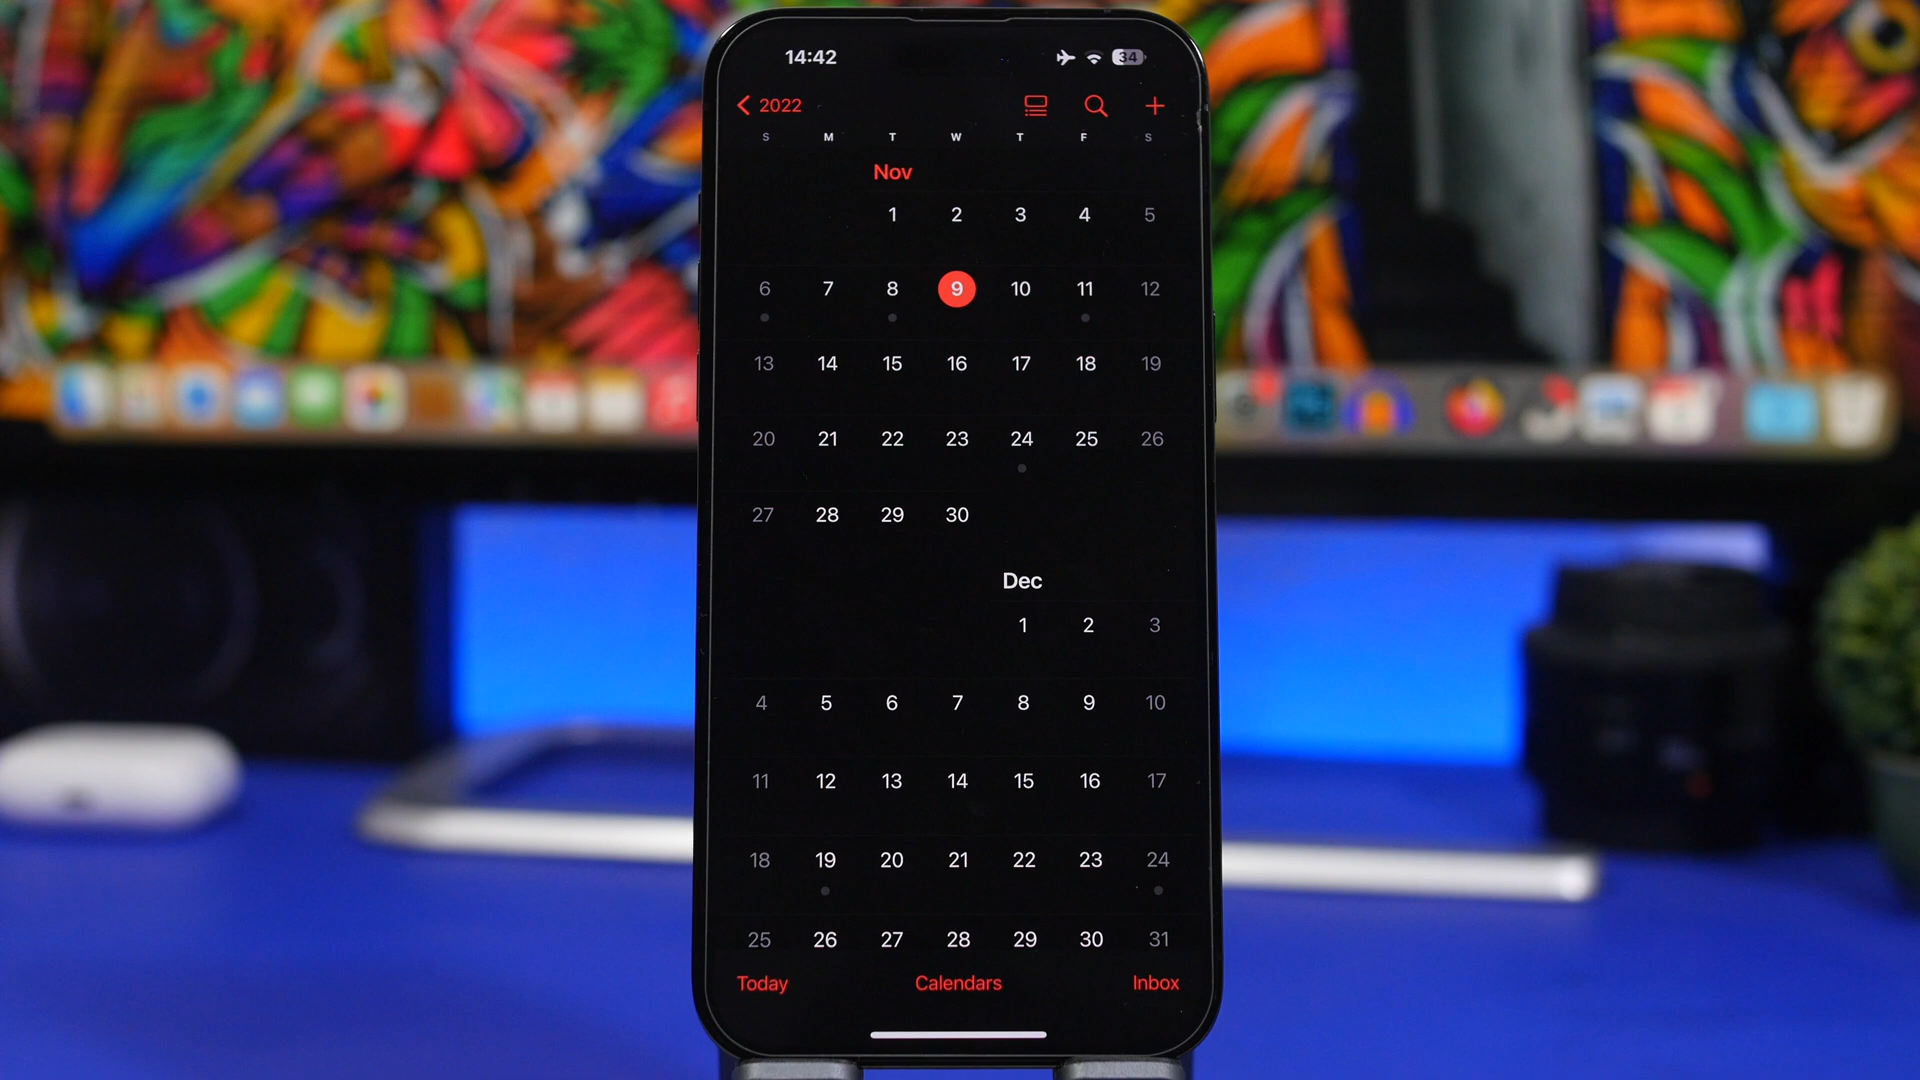 14:42 34
2022
S M T W T F S
Nov
1 2 3 4 5
6 7 8 9 10 11 12
13 14 15 16 17 18 19
20 21 22 23 24 25 26
27 28 29 30
Dec
1 2 3
4 5 6 7 8 9 10
11 12 13 14 15 16 17
18 19 20 21 22 23 24
25 26 27 28 29 30 31
Today Calendars Inbox